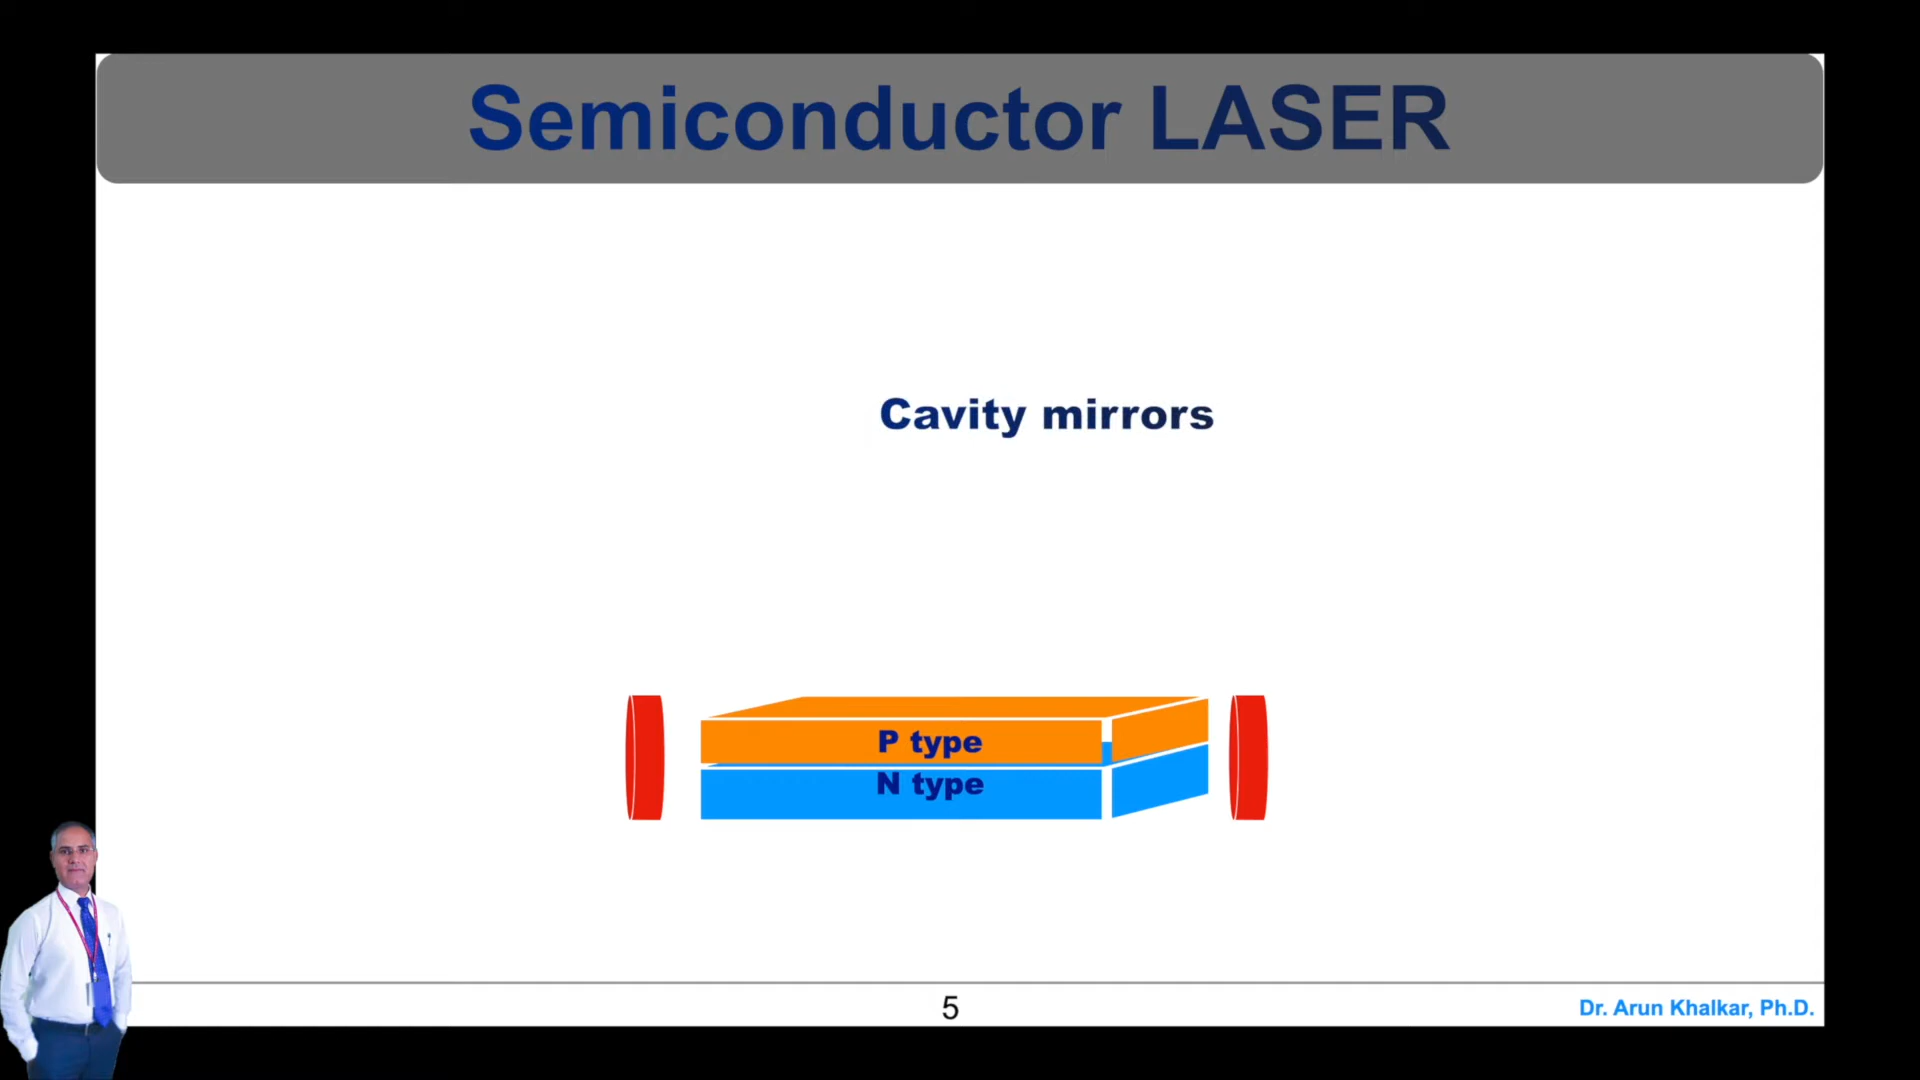 Semiconductor LASER
Cavity mirrors
P type
N type
5
Dr. Arun Khalkar, Ph.D.